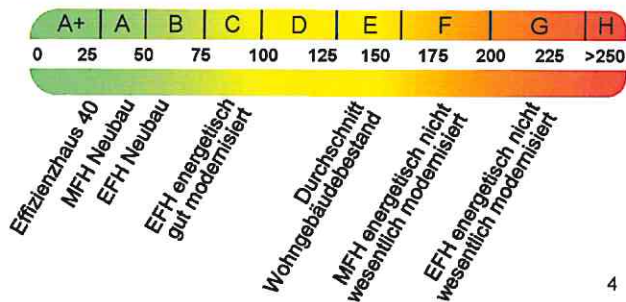 A+ A B C D E F G H
0 25 50 75 100 125 150 175 200 225 >250
Effizienzhaus 40
MFH Neubau
EFH Neubau
EFH energetisch
gut modernisiert
Durchschnitt
Wohngebäudebestand
MFH energetisch nicht
wesentlich modernisiert
EFH energetisch nicht
wesentlich modernisiert
4